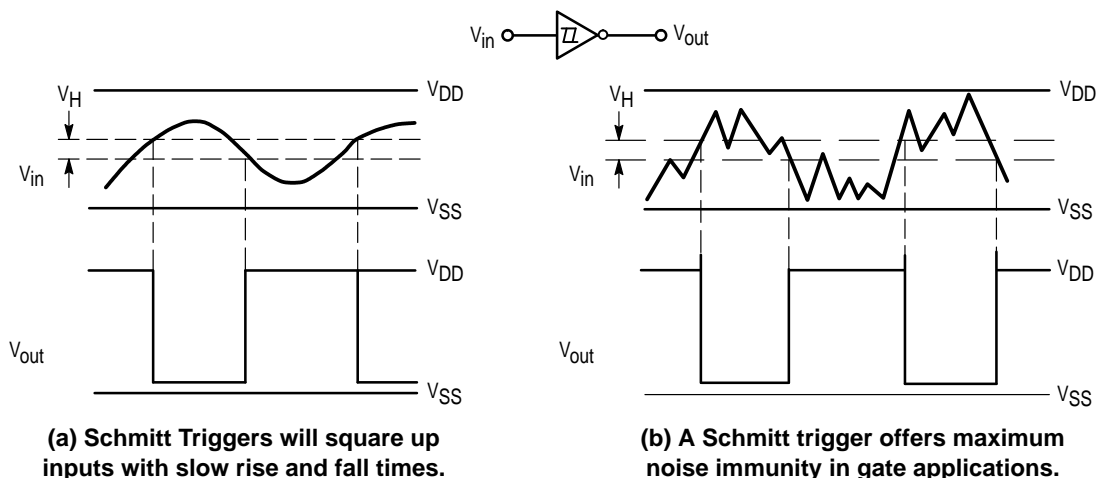 Vin Vout
VH
VDD
Vin
VSS
VDD
Vout
VSS
(a) Schmitt Triggers will square up
inputs with slow rise and fall times.
VH
VDD
Vin
VSS
VDD
Vout
VSS
(b) A Schmitt trigger offers maximum
noise immunity in gate applications.